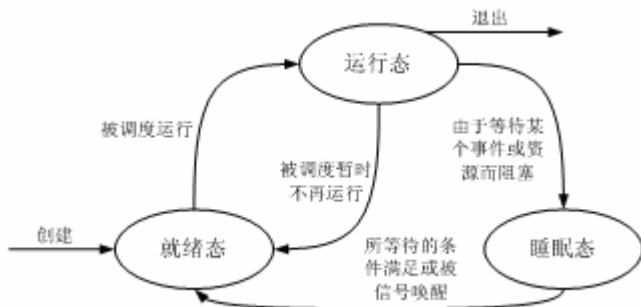 退出
运行态
被调度运行
由于等待某
个事件或资
源而阻塞
被调度暂时
不再运行
创建
就绪态
所等待的条
件满足或被
信号唤醒
睡眠态